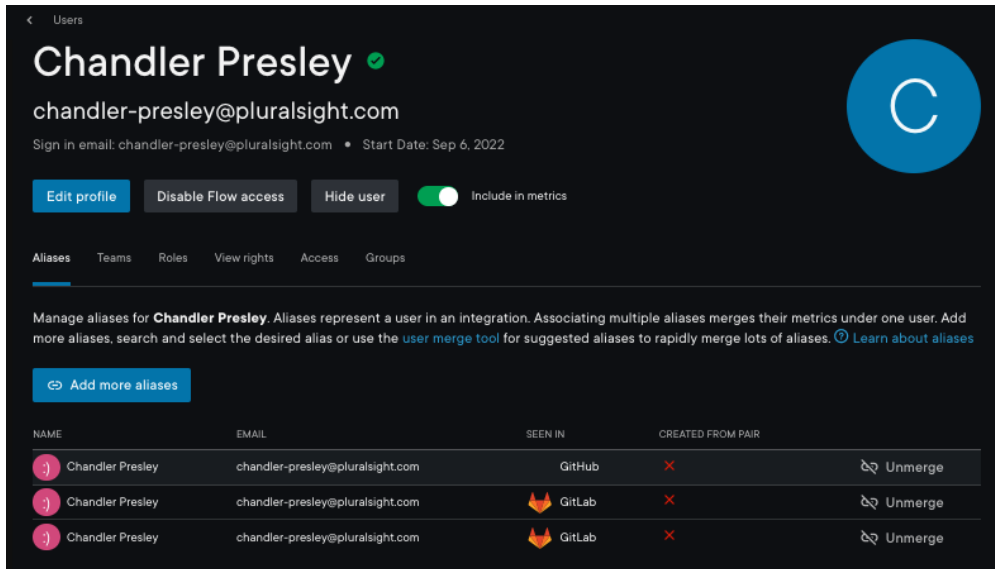 Users
Chandler Presley
chandler-presley@pluralsight.com
Sign in email: chandler-presley@pluralsight.com • Start Date: Sep 6, 2022
Edit profile Disable Flow access Hide user Include in metrics
Aliases Teams Roles View rights Access Groups
Manage aliases for Chandler Presley. Aliases represent a user in an integration. Associating multiple aliases merges their metrics under one user. Add
more aliases, search and select the desired alias or use the user merge tool for suggested aliases to rapidly merge lots of aliases. Learn about aliases
Add more aliases
NAME EMAIL SEEN IN CREATED FROM PAIR
:) Chandler Presley chandler-presley@pluralsight.com GitHub Unmerge
:) Chandler Presley chandler-presley@pluralsight.com GitLab Unmerge
:) Chandler Presley chandler-presley@pluralsight.com GitLab Unmerge
C